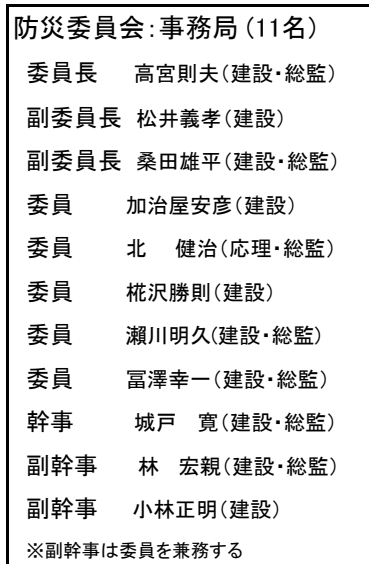 防災委員会：事務局（11名）
委員長　高宮則夫（建設・総監）
副委員長　松井義孝（建設）
副委員長　桑田雄平（建設・総監）
委員　加治屋安彦（建設）
委員　北　健治（応理・総監）
委員　椛沢勝則（建設）
委員　瀬川明久(建設・総監）
委員　冨澤幸一（建設・総監）
幹事　城戸　寛（建設・総監）
副幹事　林　宏親（建設・総監）
副幹事　小林正明（建設）
※副幹事は委員を兼務する